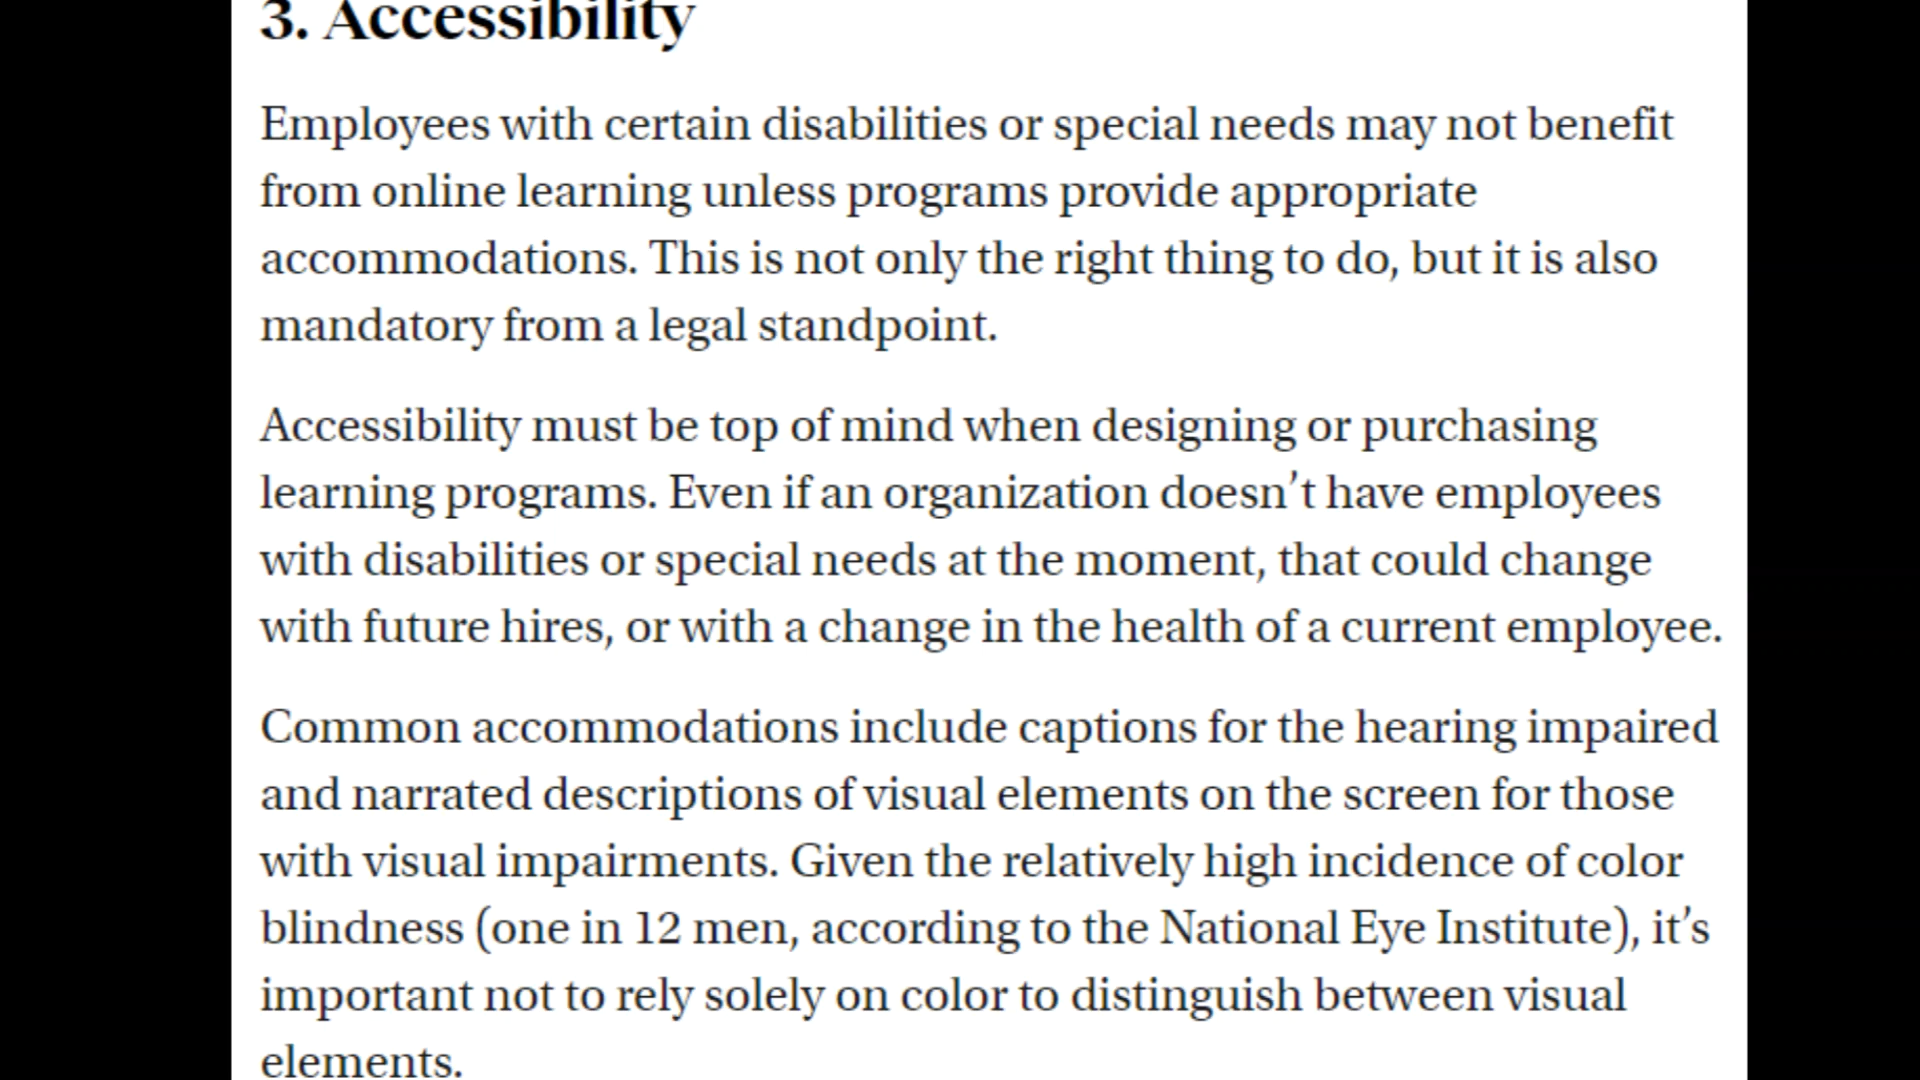 3. Accessibility
Employees with certain disabilities or special needs may not benefit
from online learning unless programs provide appropriate
accommodations. This is not only the right thing to do, but it is also
mandatory from a legal standpoint.
Accessibility must be top of mind when designing or purchasing
learning programs. Even if an organization doesn’t have employees
with disabilities or special needs at the moment, that could change
with future hires, or with a change in the health of a current employee.
Common accommodations include captions for the hearing impaired
and narrated descriptions of visual elements on the screen for those
with visual impairments. Given the relatively high incidence of color
blindness (one in 12 men, according to the National Eye Institute), it’s
important not to rely solely on color to distinguish between visual
elements.